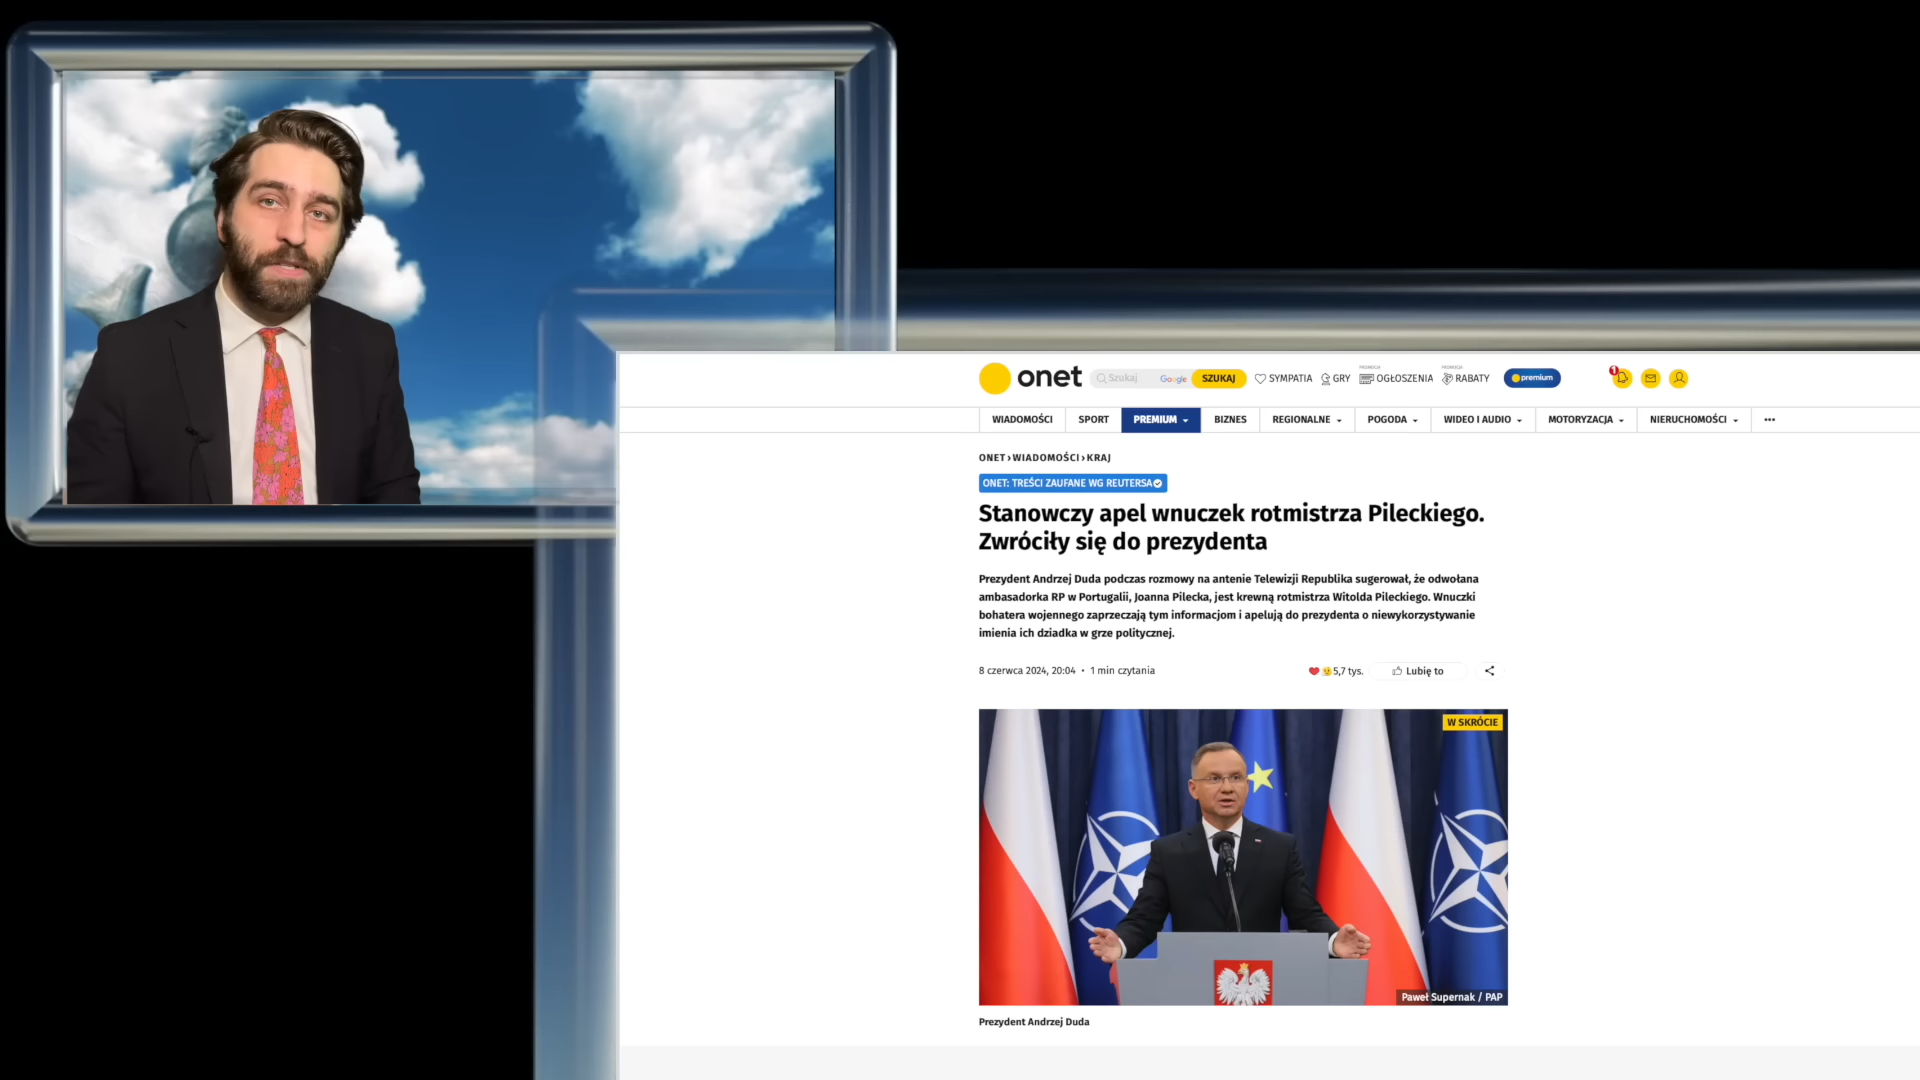 onet
Szukaj
Google
SZUKAJ
SYMPATIA
GRY
PROMOCJA
OGŁOSZENIA
PROMOCJA
RABATY
premium
1
WIADOMOŚCI
SPORT
PREMIUM
BIZNES
REGIONALNE
POGODA
WIDEO I AUDIO
MOTORYZACJA
NIERUCHOMOŚCI
•••
ONET › WIADOMOŚCI › KRAJ
ONET: TREŚCI ZAUFANE WG REUTERSA
Stanowczy apel wnuczek rotmistrza Pileckiego.
Zwróciły się do prezydenta
Prezydent Andrzej Duda podczas rozmowy na antenie Telewizji Republika sugerował, że odwołana
ambasadorka RP w Portugalii, Joanna Pilecka, jest krewną rotmistrza Witolda Pileckiego. Wnuczki
bohatera wojennego zaprzeczają tym informacjom i apelują do prezydenta o niewykorzystywanie
imienia ich dziadka w grze politycznej.
8 czerwca 2024, 20:04 • 1 min czytania
5,7 tys.
Lubię to
W SKRÓCIE
Paweł Supernak / PAP
Prezydent Andrzej Duda